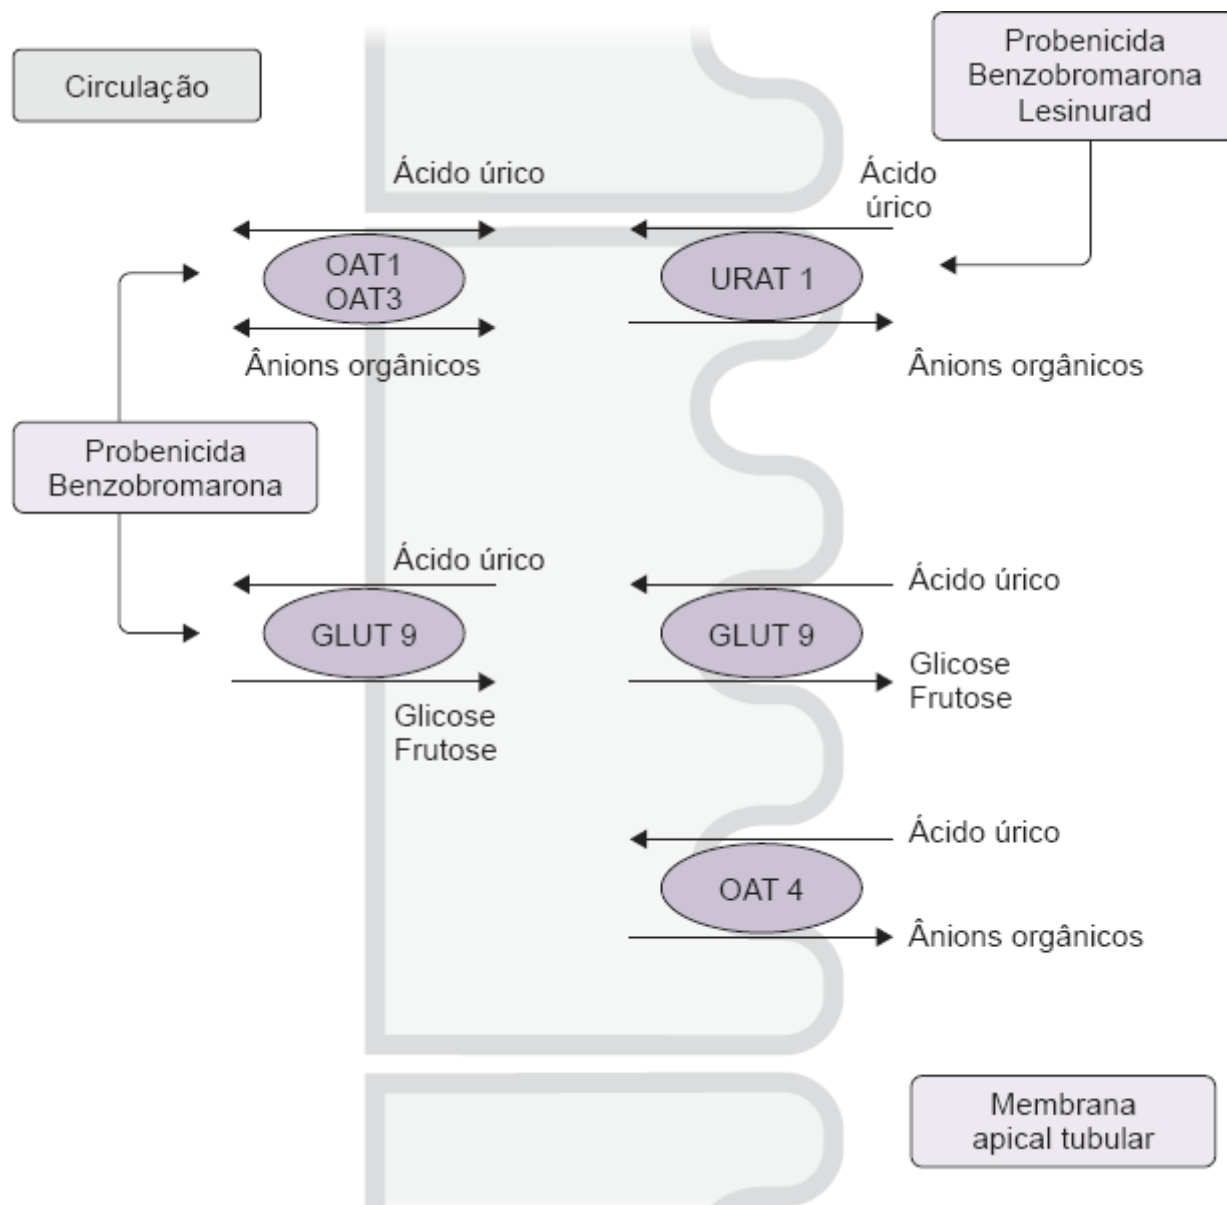 Circulação
Probenicida
Benzobromarona
Lesinurad
Ácido úrico
Ácido
úrico
OAT1
OAT3
URAT 1
Ânions orgânicos
Ânions orgânicos
Probenicida
Benzobromarona
Ácido úrico
Ácido úrico
GLUT 9
GLUT 9
Glicose
Frutose
Glicose
Frutose
Ácido úrico
OAT 4
Ânions orgânicos
Membrana
apical tubular